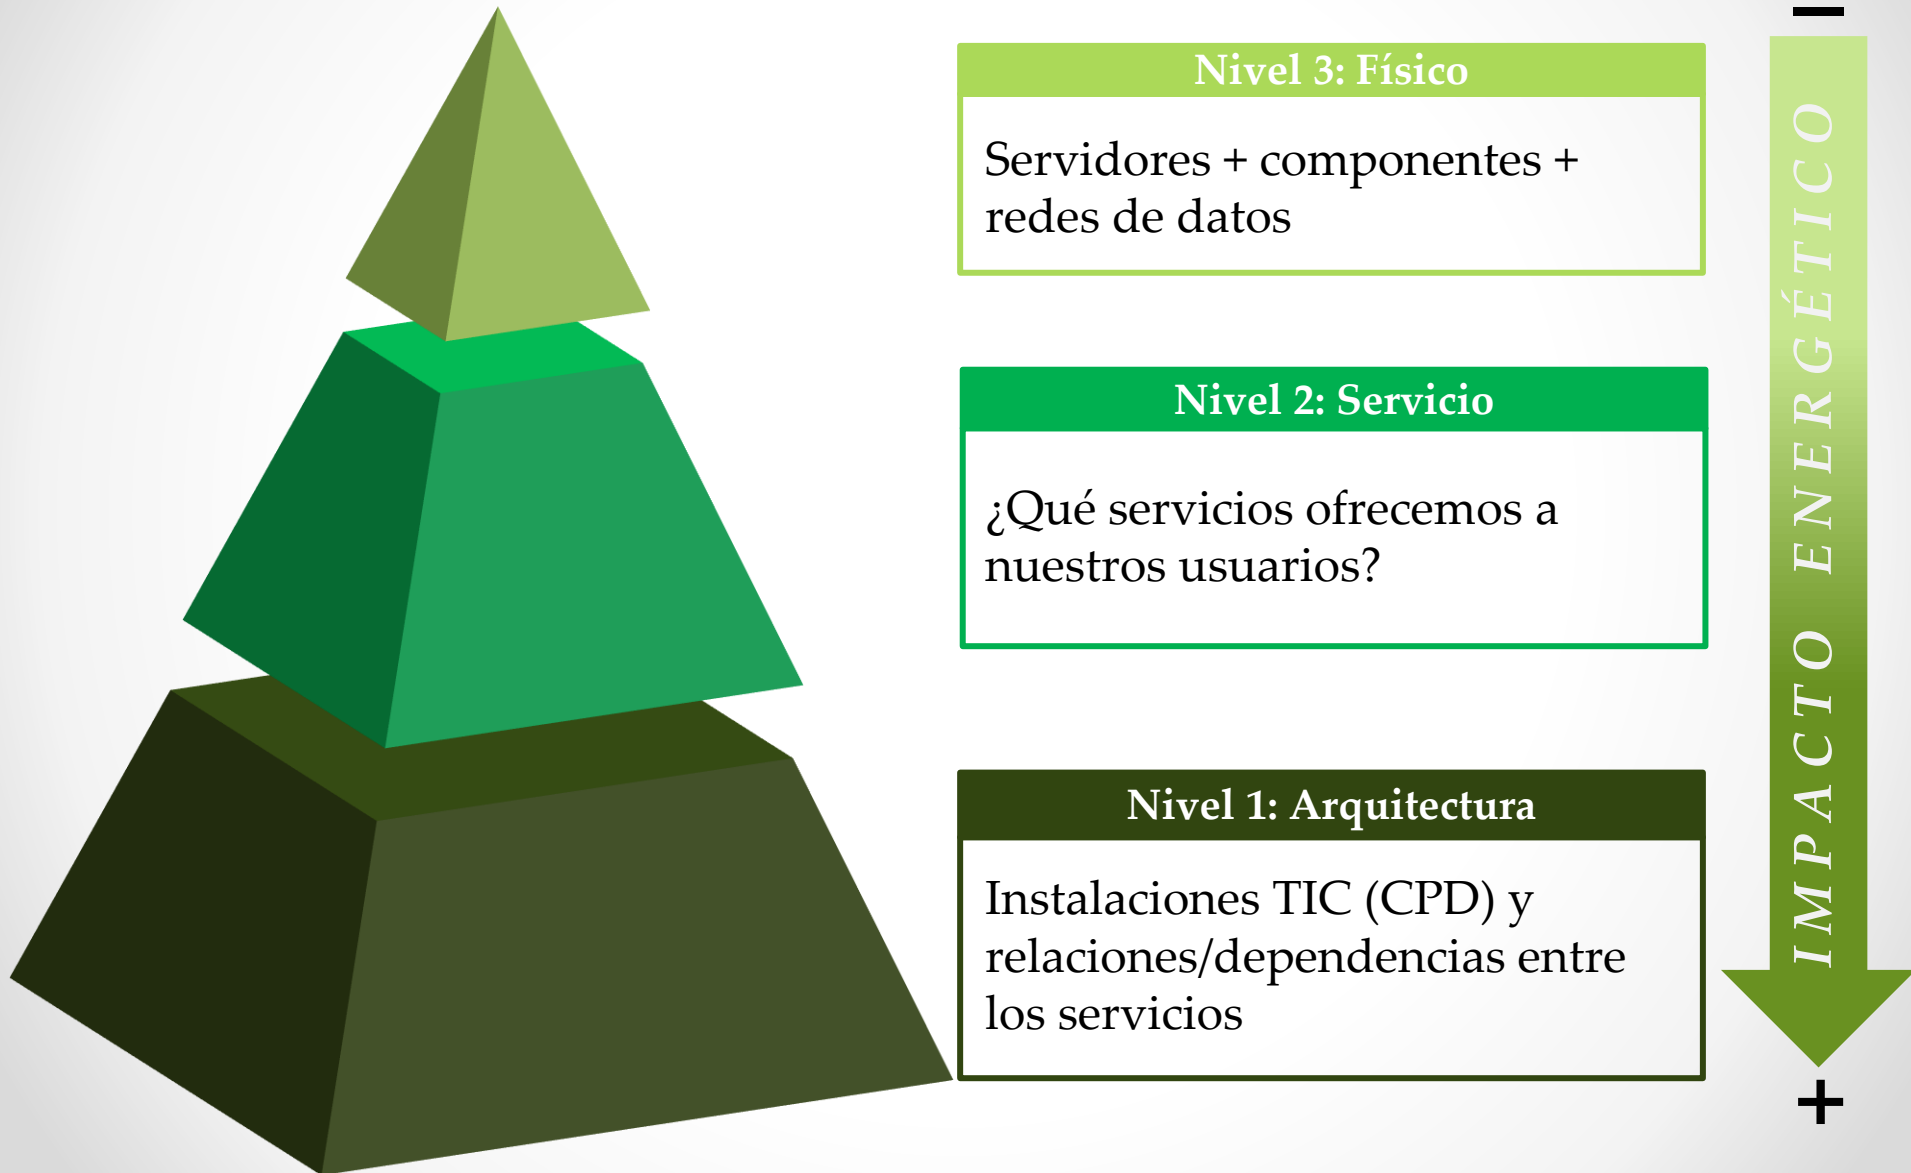 –
Nivel 3: Físico
Servidores + componentes +
redes de datos
Nivel 2: Servicio
¿Qué servicios ofrecemos a
nuestros usuarios?
Nivel 1: Arquitectura
Instalaciones TIC (CPD) y
relaciones/dependencias entre
los servicios
IMPACTO ENERGÉTICO
+